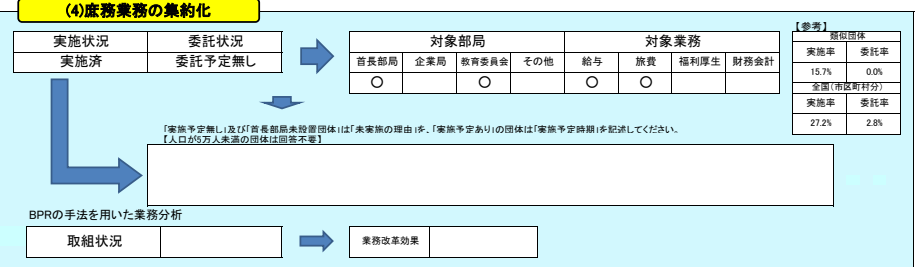 (4)庶務業務の集約化
【参考】
実施状況 委託状況
実施済 委託予定無し
対象部局 対象業務
首長部局 企業局 教育委員会 その他 給与 旅費 福利厚生 財務会計
○ ○ ○ ○
類似団体
実施率 委託率
15.7% 0.0%
全国(市区町村分)
実施率 委託率
27.2% 2.8%
「実施予定無し」及び「首長部局未設置団体」は「未実施の理由」を、「実施予定あり」の団体は「実施予定時期」を記述してください。
【人口が5万人未満の団体は回答不要】
BPRの手法を用いた業務分析
取組状況
業務改革効果